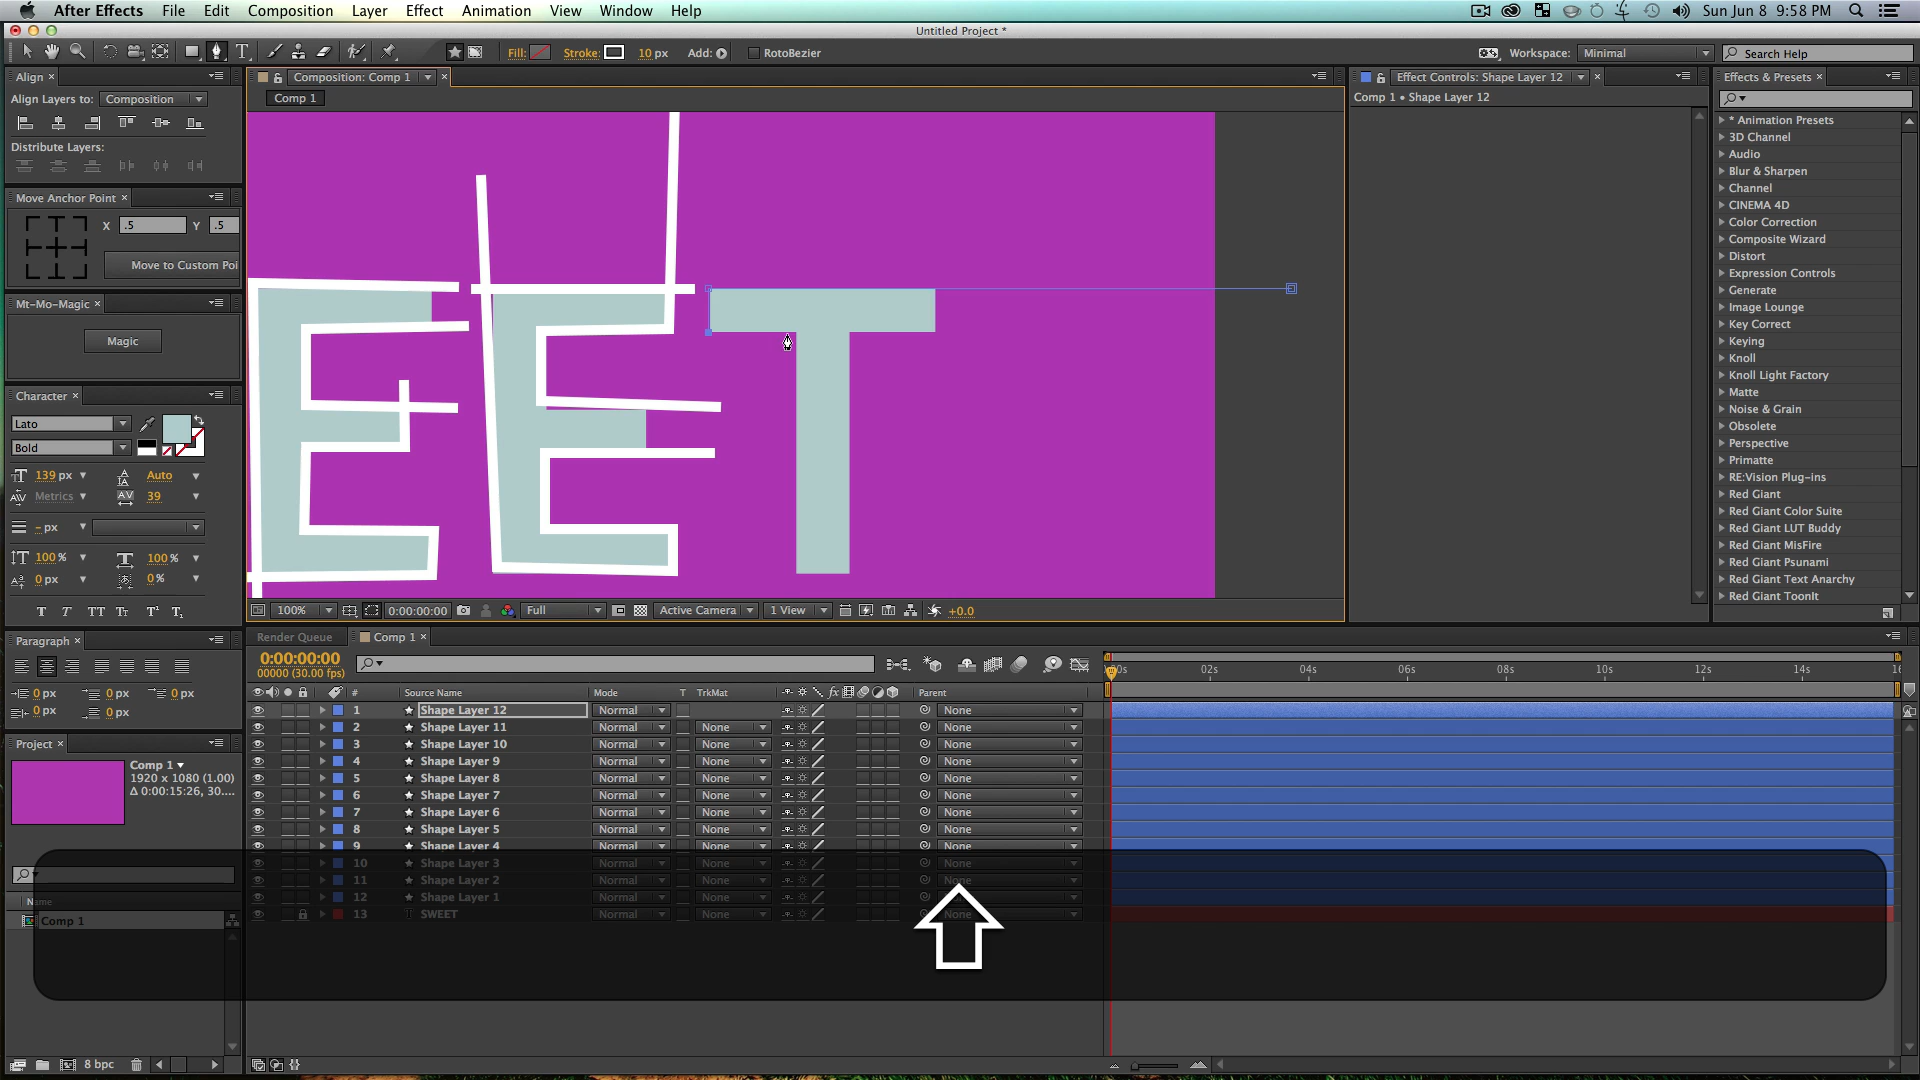 After Effects File Edit Composition Layer Effect Animation View Window Help Sun Jun 8 9:58 PM
Untitled Project *
Fill: Stroke: 10 px Add: RotoBezier Workspace: Minimal Search Help
Align
Composition: Comp 1
Effect Controls: Shape Layer 12
Effects & Presets
Align Layers to: Composition
Comp 1
Comp 1 • Shape Layer 12
Distribute Layers:
Move Anchor Point
X .5 Y .5
Move to Custom Poi
Mt-Mo-Magic
Magic
Character
Lato
Bold
139 px Auto
Metrics 39
- px
100 % 100 %
0 px 0 %
T T TT Tt T¹ T₁
* Animation Presets
3D Channel
Audio
Blur & Sharpen
Channel
CINEMA 4D
Color Correction
Composite Wizard
Distort
Expression Controls
Generate
Image Lounge
Key Correct
Keying
Knoll
Knoll Light Factory
Matte
Noise & Grain
Obsolete
Perspective
Primatte
RE:Vision Plug-ins
Red Giant
Red Giant Color Suite
Red Giant LUT Buddy
Red Giant MisFire
Red Giant Psunami
Red Giant Text Anarchy
Red Giant ToonIt
EET
100% 0:00:00:00 Full Active Camera 1 View +0.0
Paragraph
0 px 0 px 0 px
0 px 0 px
Project
Comp 1
1920 x 1080 (1.00)
Δ 0:00:15:26, 30....
Name
Comp 1
8 bpc
Render Queue Comp 1
0:00:00:00
00000 (30.00 fps)
:00s 02s 04s 06s 08s 10s 12s 14s 16
# Source Name Mode T TrkMat fx Parent
1 Shape Layer 12 Normal None
2 Shape Layer 11 Normal None None
3 Shape Layer 10 Normal None None
4 Shape Layer 9 Normal None None
5 Shape Layer 8 Normal None None
6 Shape Layer 7 Normal None None
7 Shape Layer 6 Normal None None
8 Shape Layer 5 Normal None None
9 Shape Layer 4 Normal None None
10 Shape Layer 3 Normal None None
11 Shape Layer 2 Normal None None
12 Shape Layer 1 Normal None
13 SWEET Normal None None